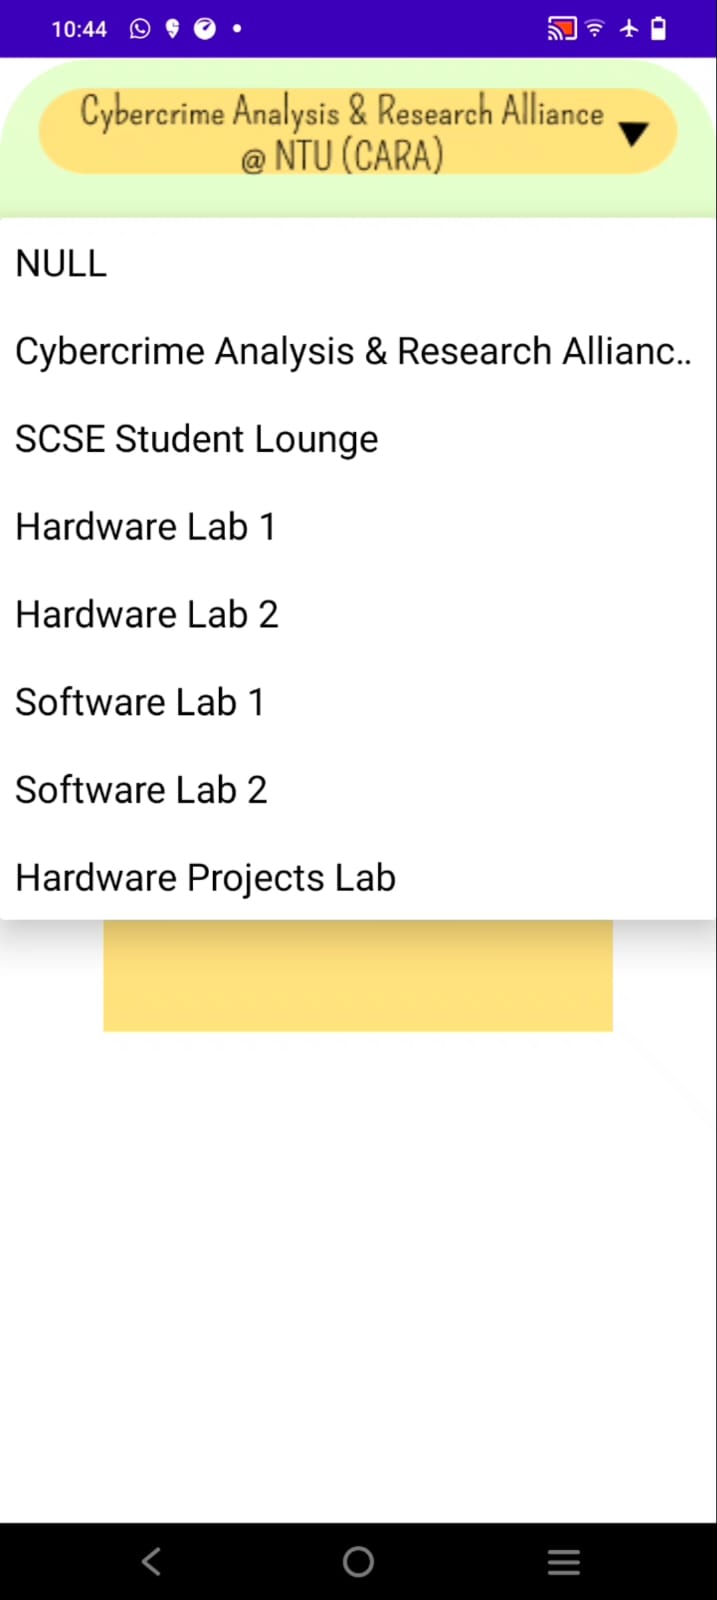 10:44
Cybercrime Analysis & Research Alliance
@ NTU (CARA)
NULL
Cybercrime Analysis & Research Allianc..
SCSE Student Lounge
Hardware Lab 1
Hardware Lab 2
Software Lab 1
Software Lab 2
Hardware Projects Lab